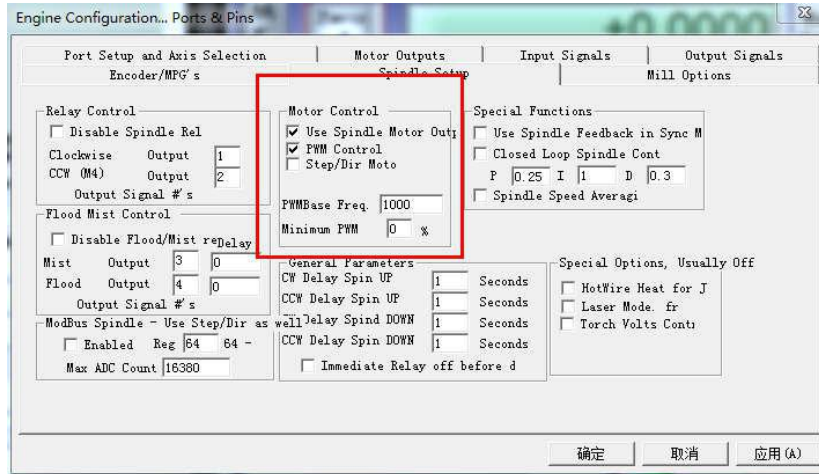 Engine Configuration... Ports & Pins
+0.0000
Port Setup and Axis Selection
Motor Outputs
Input Signals
Output Signals
Encoder/MPG's
Spindle Setup
Mill Options
Relay Control
Disable Spindle Rel
Clockwise Output 1
CCW (M4) Output 2
Output Signal #'s
Flood Mist Control
Disable Flood/Mist re Delay
Mist Output 3 0
Flood Output 4 0
Output Signal #'s
ModBus Spindle - Use Step/Dir as well
Enabled Reg 64 64 -
Max ADC Count 16380
Motor Control
Use Spindle Motor Outp
PWM Control
Step/Dir Moto
PWMBase Freq. 1000
Minimum PWM 0 %
General Parameters
CW Delay Spin UP 1 Seconds
CCW Delay Spin UP 1 Seconds
Delay Spind DOWN 1 Seconds
CCW Delay Spin DOWN 1 Seconds
Immediate Relay off before d
Special Functions
Use Spindle Feedback in Sync M
Closed Loop Spindle Cont
P 0.25 I 1 D 0.3
Spindle Speed Averagi
Special Options, Usually Off
HotWire Heat for J
Laser Mode. fr
Torch Volts Cont
确定
取消
应用(A)